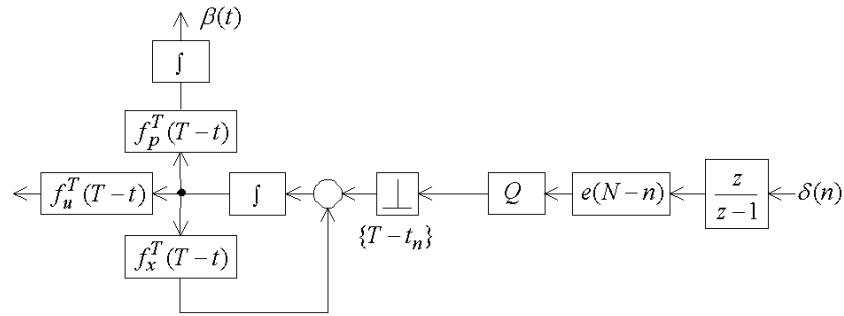 β(t)
∫
f_p^T(T−t)
f_u^T(T−t)
∫
Q
e(N−n)
z
z−1
δ(n)
{T−t_n}
f_x^T(T−t)